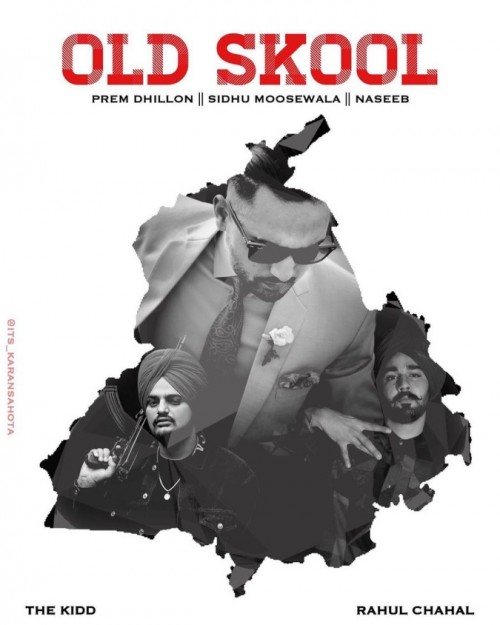 OLD SKOOL
PREM DHILLON || SIDHU MOOSEWALA || NASEEB
@ITS_KARANSAHOTA
THE KIDD
RAHUL CHAHAL